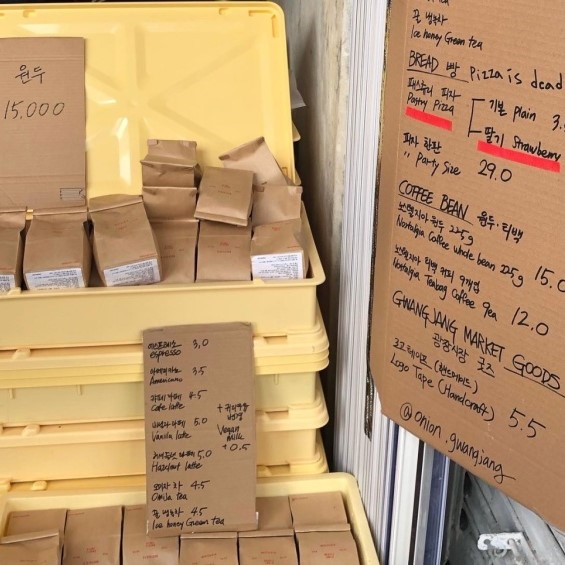 원두
15,000
에스프레소 3,0
espresso
아메리카노 3.5
Americano
카페라떼 4.5
Cafe latte
바닐라 라떼 5.0
Vanilla latte
헤이즐넛 라떼 5.0
Hazelnut latte
오미자 차 4.5
Omija tea
꿀 녹차 4.5
Ice honey Green tea
+
변경
Vegan
milk
+0.5
tea
꿀 녹차
Ice honey Green tea
BREAD 빵 Pizza is dead
패스츄리 피자
Pastry Pizza
기본 Plain 3.
딸기 Strawberry
피자 한판
" Party Size 29.0
COFFEE BEAN 원두·티백
노스텔지아 원두 225g
Nostalgia Coffee whole bean 225g 15.0
노스텔지아 티백 커피 9개입
Nostalgia Teabag Coffee 9ea 12.0
GWANGJANG MARKET GOODS
광장시장 굿즈
로고테이프 (핸드메이드)
Logo Tape (Handcraft) 5.5
@Onion.gwangjang